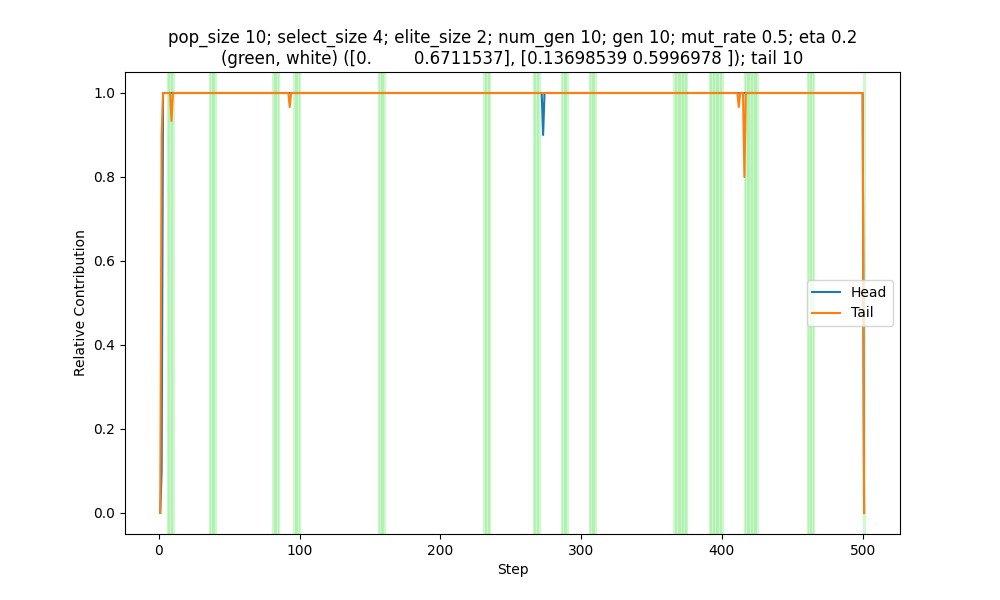 pop_size 10; select_size 4; elite_size 2; num_gen 10; gen 10; mut_rate 0.5; eta 0.2
(green, white) ([0.        0.6711537], [0.13698539 0.5996978 ]); tail 10
1.0
0.8
0.6
0.4
0.2
0.0
Relative Contribution
Head
Tail
0
100
200
300
400
500
Step